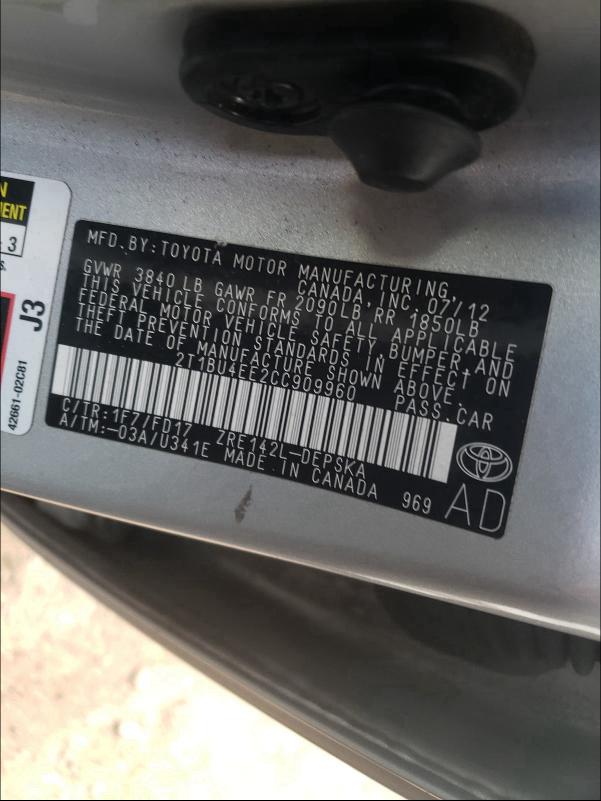 N
MENT
3
s.
J3
42661-02C81
MFD.BY:TOYOTA MOTOR MANUFACTURING,
CANADA, INC. 07/12
GVWR 3840LB GAWR FR 2090LB RR 1850LB
THIS VEHICLE CONFORMS TO ALL APPLICABLE
FEDERAL MOTOR VEHICLE SAFETY,BUMPER,AND
THEFT PREVENTION STANDARDS IN EFFECT ON
THE DATE OF MANUFACTURE SHOWN ABOVE.
2T1BU4EE2CC909960 PASS.CAR
C/TR:1F7/FD17 ZRE142L-DEPSKA
A/TM:-03A/U341E MADE IN CANADA 969 AD